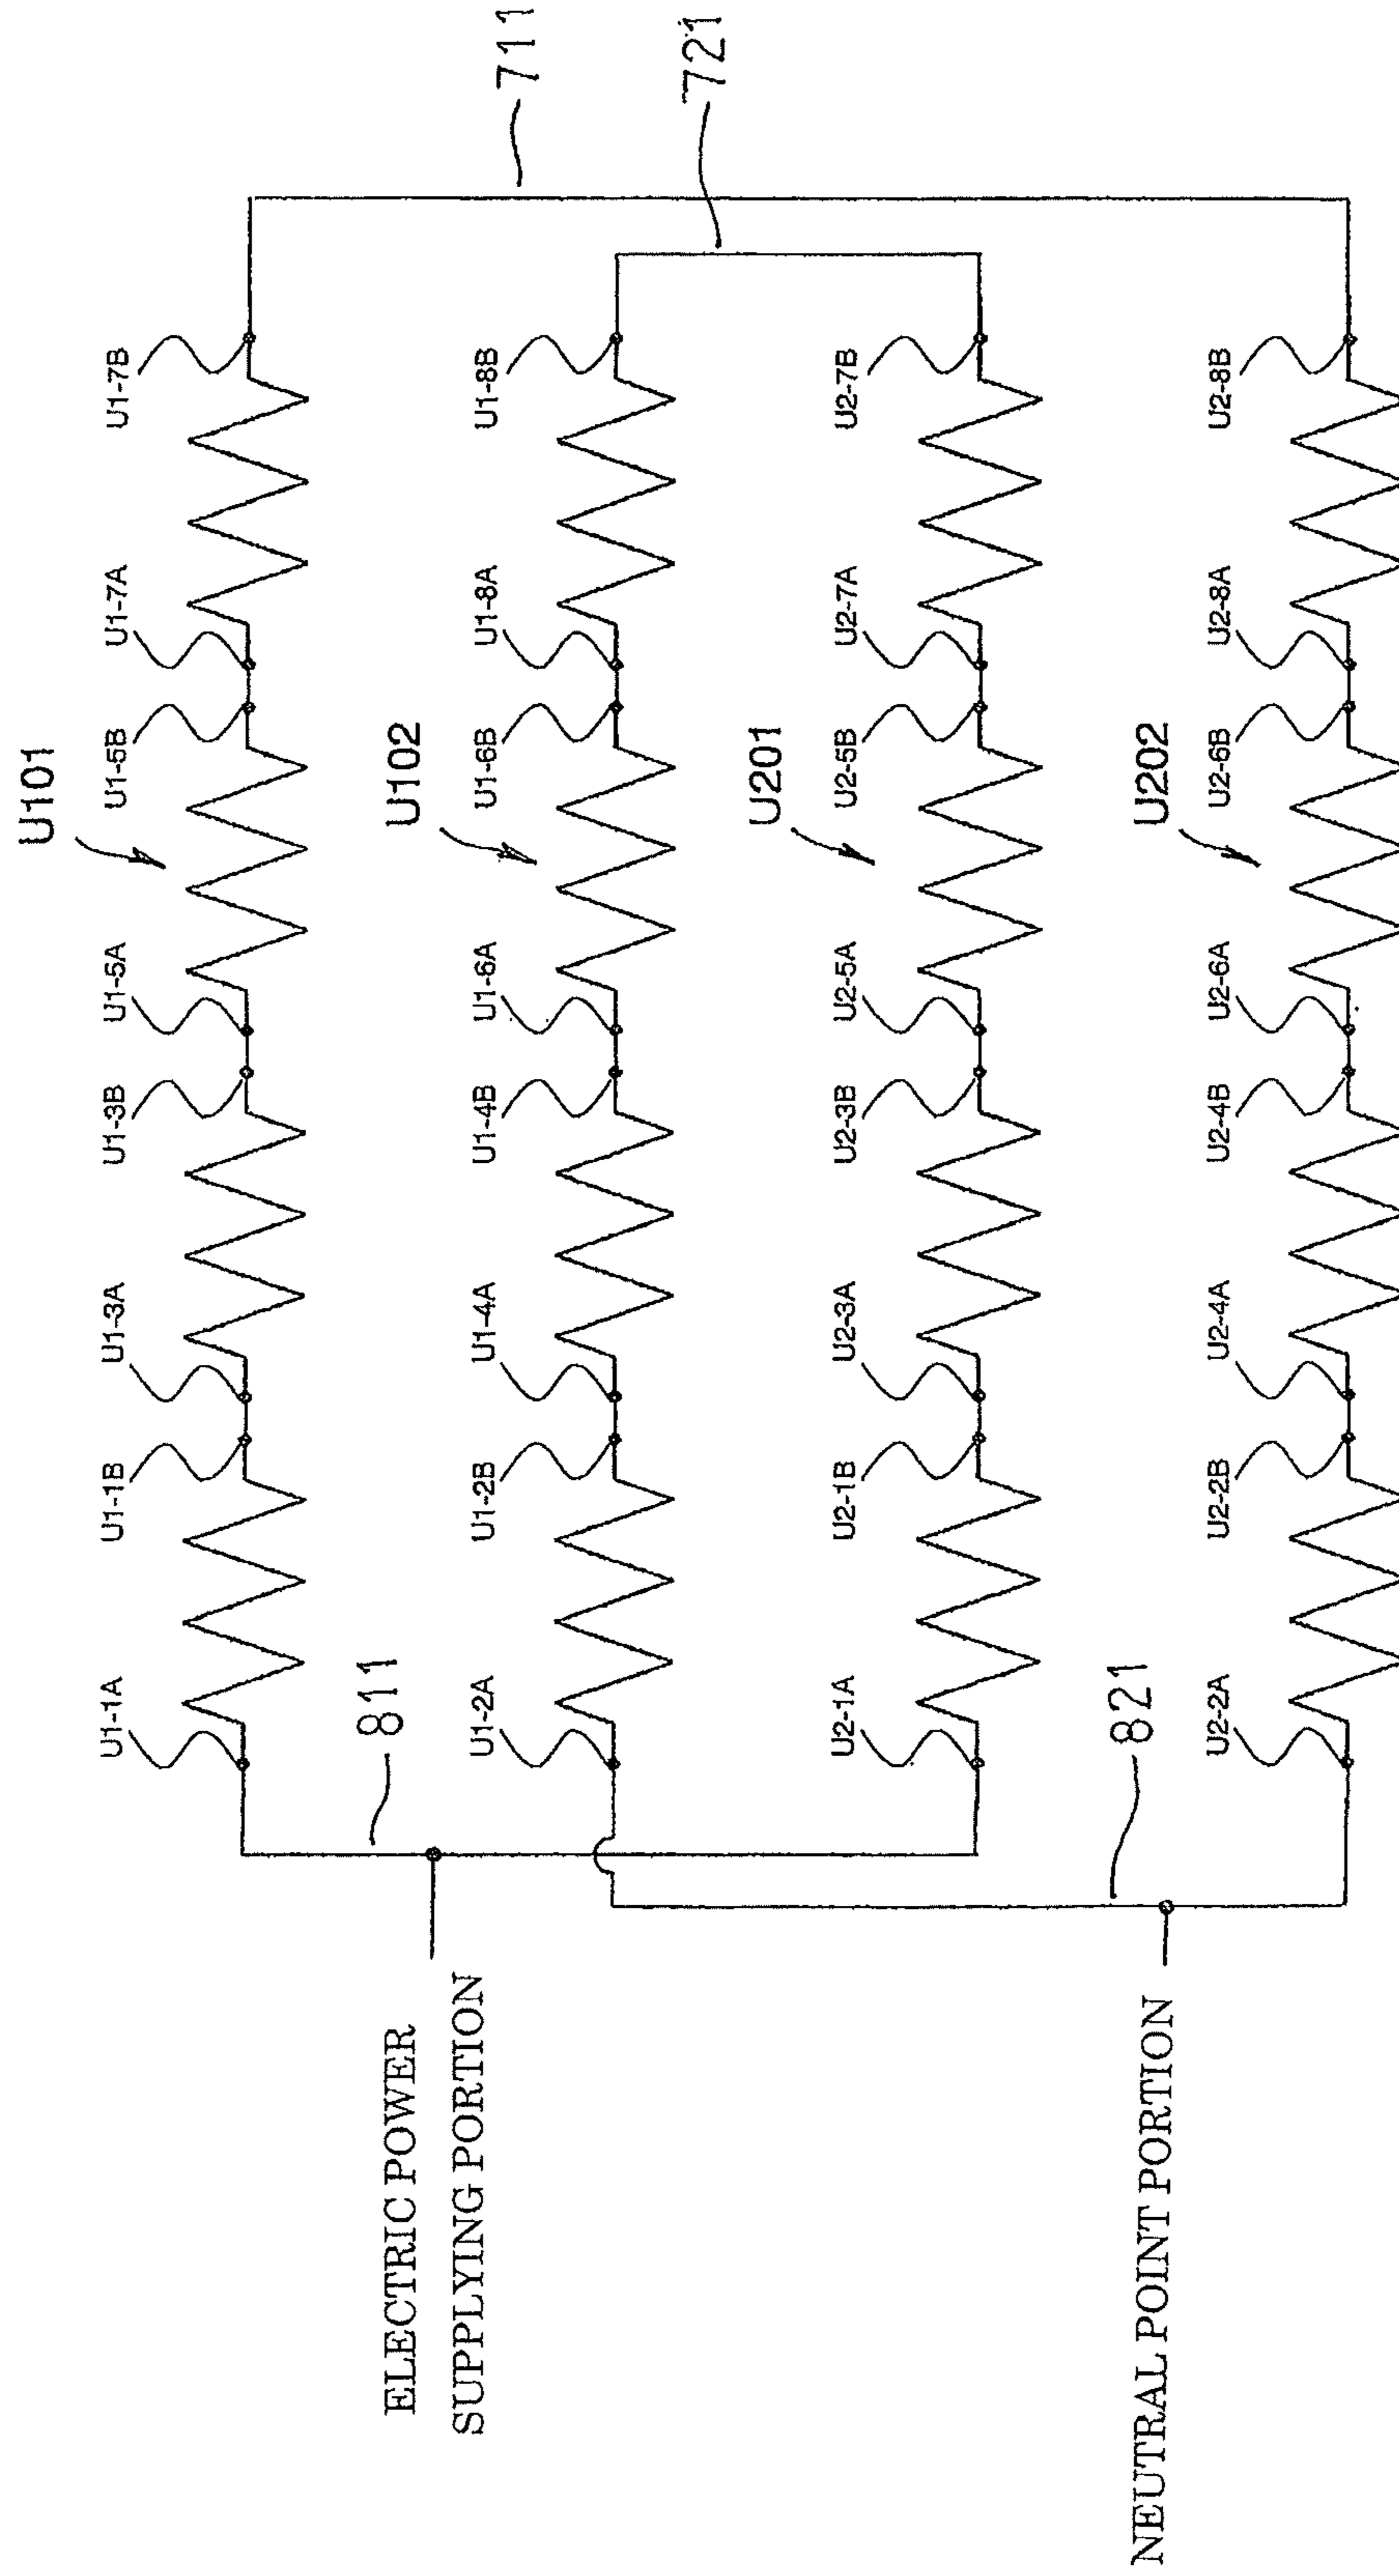 U101
U1-1A
U1-1B
U1-3A
U1-3B
U1-5A
U1-5B
U1-7A
U1-7B
711
811
U102
U1-2A
U1-2B
U1-4A
U1-4B
U1-6A
U1-6B
U1-8A
U1-8B
721
ELECTRIC POWER
SUPPLYING PORTION
U201
U2-1A
U2-1B
U2-3A
U2-3B
U2-5A
U2-5B
U2-7A
U2-7B
821
NEUTRAL POINT PORTION
U202
U2-2A
U2-2B
U2-4A
U2-4B
U2-6A
U2-6B
U2-8A
U2-8B